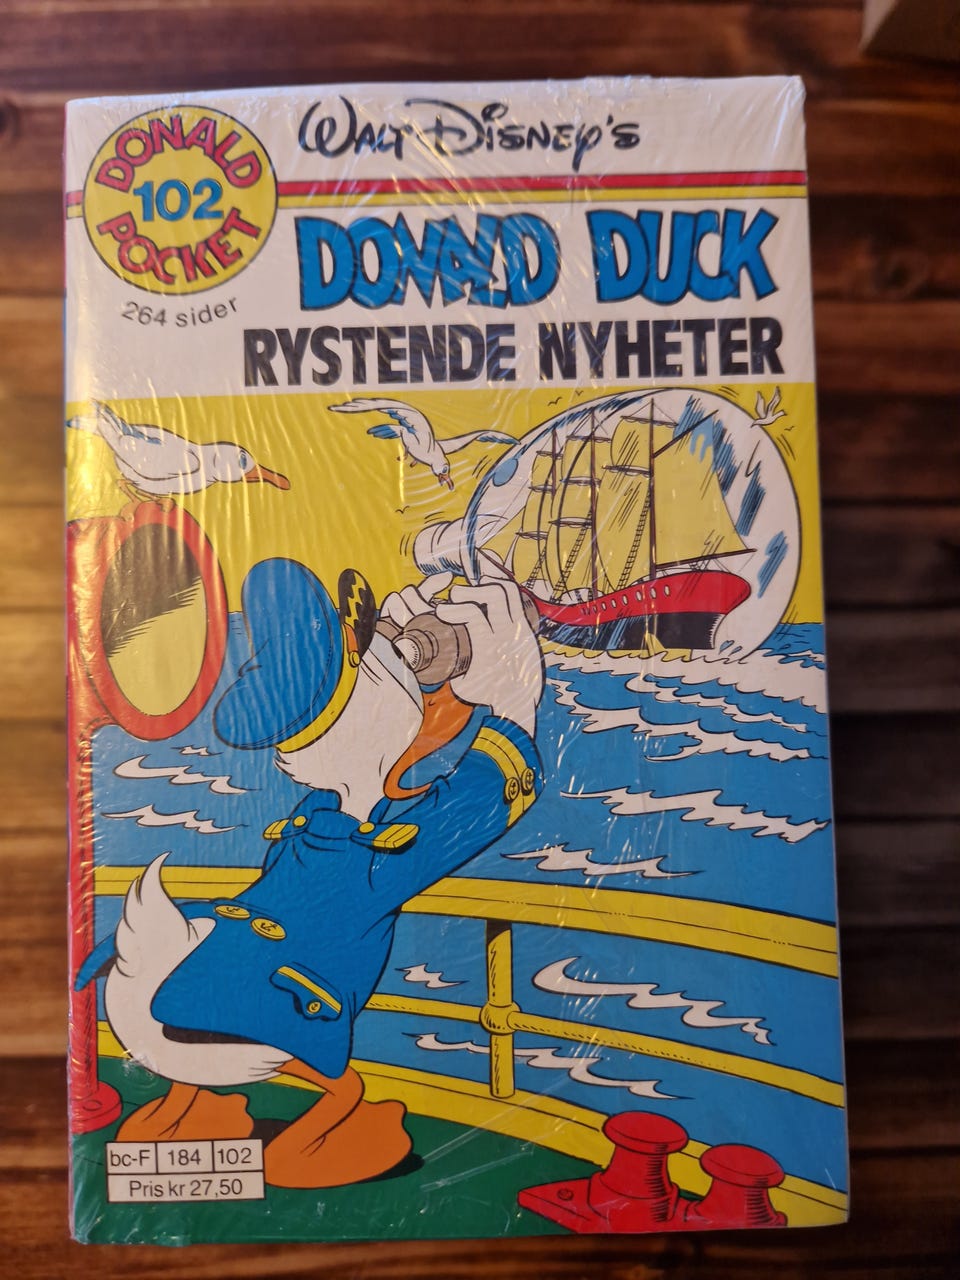 WALT DISNEY'S
DONALD
102
POCKET
264 sider
DONALD DUCK
RYSTENDE NYHETER
bc-F 184 102
Pris kr 27,50